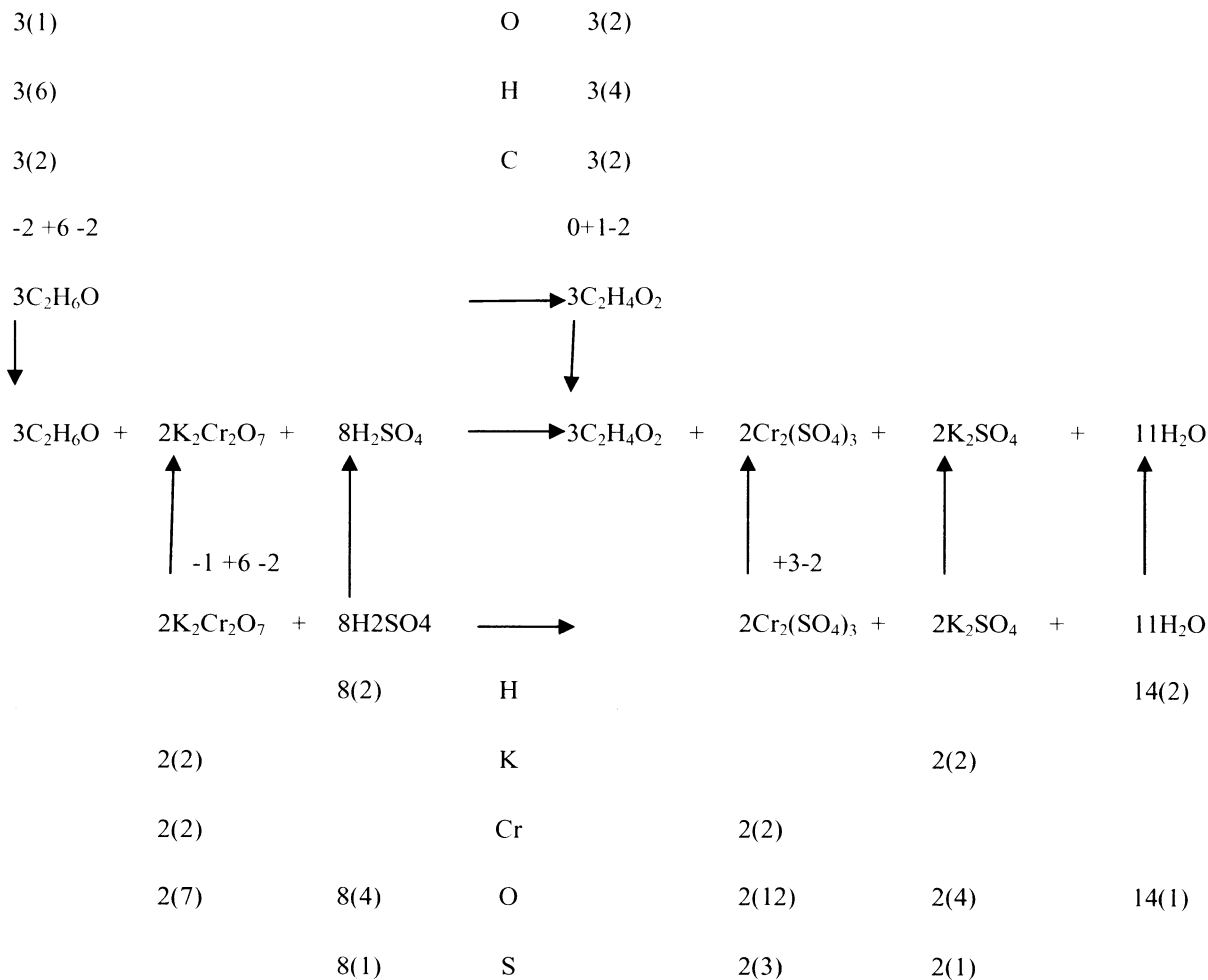 3(1) O 3(2)
3(6) H 3(4)
3(2) C 3(2)
-2 +6 -2 0+1-2
3C₂H₆O 3C₂H₄O₂
3C₂H₆O + 2K₂Cr₂O₇ + 8H₂SO₄ 3C₂H₄O₂ + 2Cr₂(SO₄)₃ + 2K₂SO₄ + 11H₂O
-1 +6 -2 +3-2
2K₂Cr₂O₇ + 8H2SO4 2Cr₂(SO₄)₃ + 2K₂SO₄ + 11H₂O
8(2) H 14(2)
2(2) K 2(2)
2(2) Cr 2(2)
2(7) 8(4) O 2(12) 2(4) 14(1)
8(1) S 2(3) 2(1)